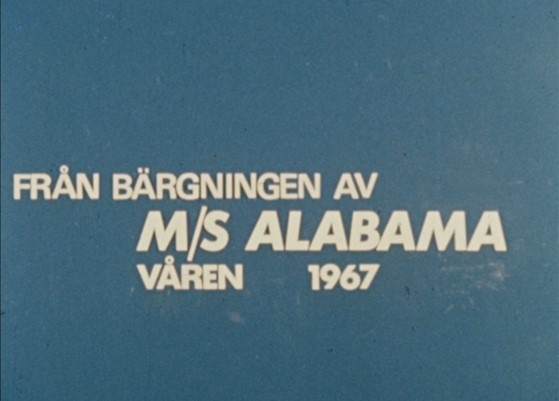 FRÅN BÄRGNINGEN AV
M/S ALABAMA
VÅREN 1967